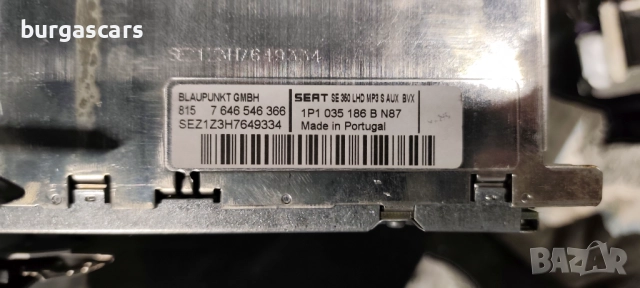 burgascars
SEZ1Z3H7649334
BLAUPUNKT GMBH
815 7 646 546 366
SEZ1Z3H7649334
SEAT SE 360 LHD MP3 S AUX BVX
1P1 035 186 B N87
Made in Portugal
BAZAR